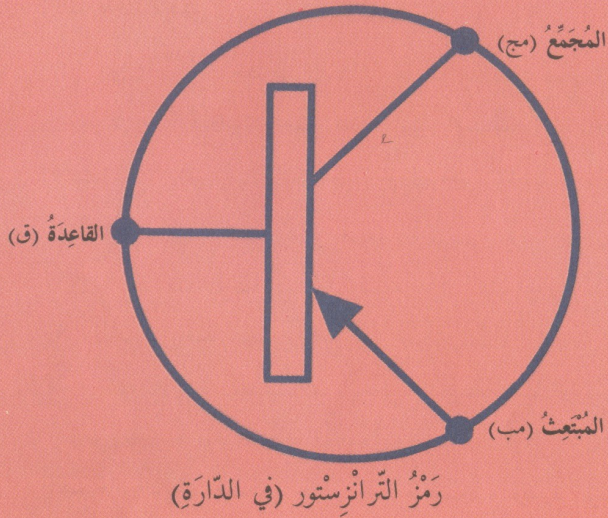 المُجَمِّعُ (مج)
القاعِدَةُ (ق)
المُبْتَعِثُ (مب)
رَمْزُ التّرانْزِسْتور (في الدّارَةِ)